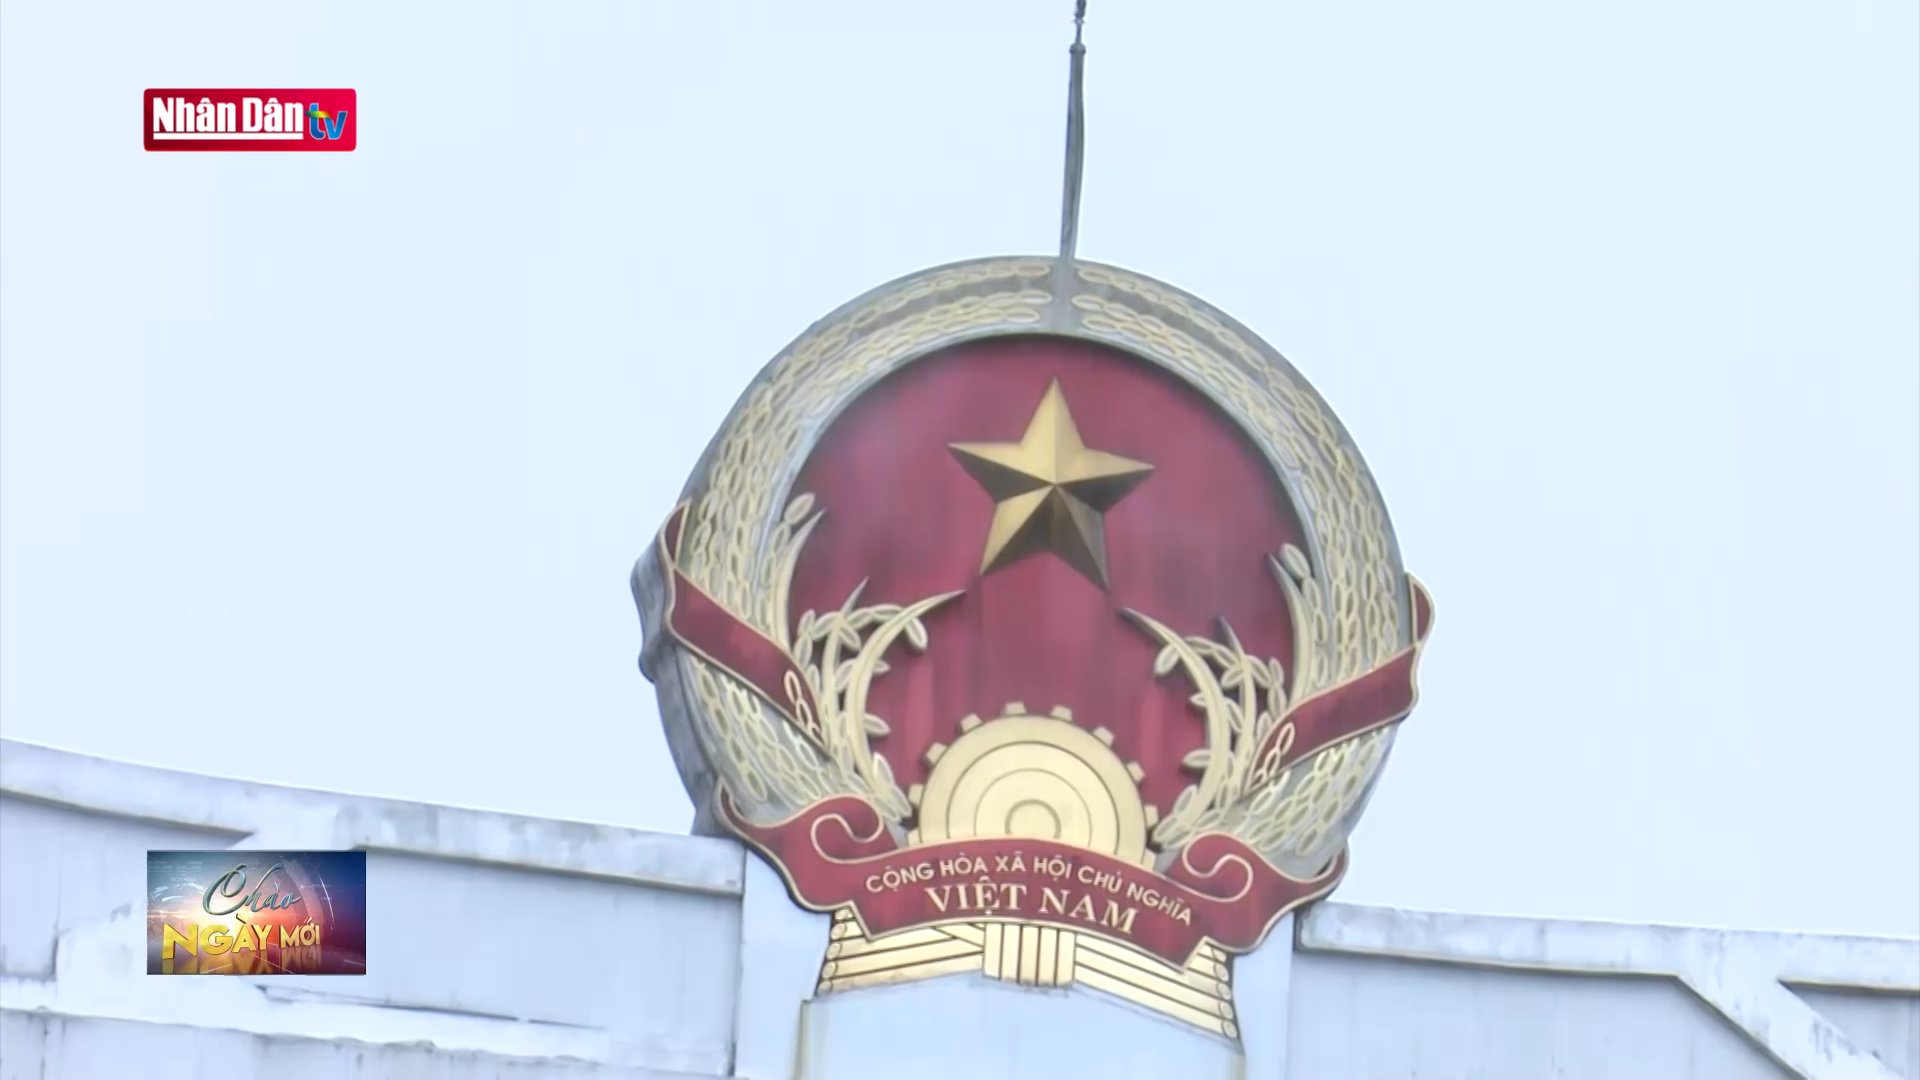 Nhân Dân tv
CỘNG HÒA XÃ HỘI CHỦ NGHĨA
VIỆT NAM
Chào
NGÀY MỚI